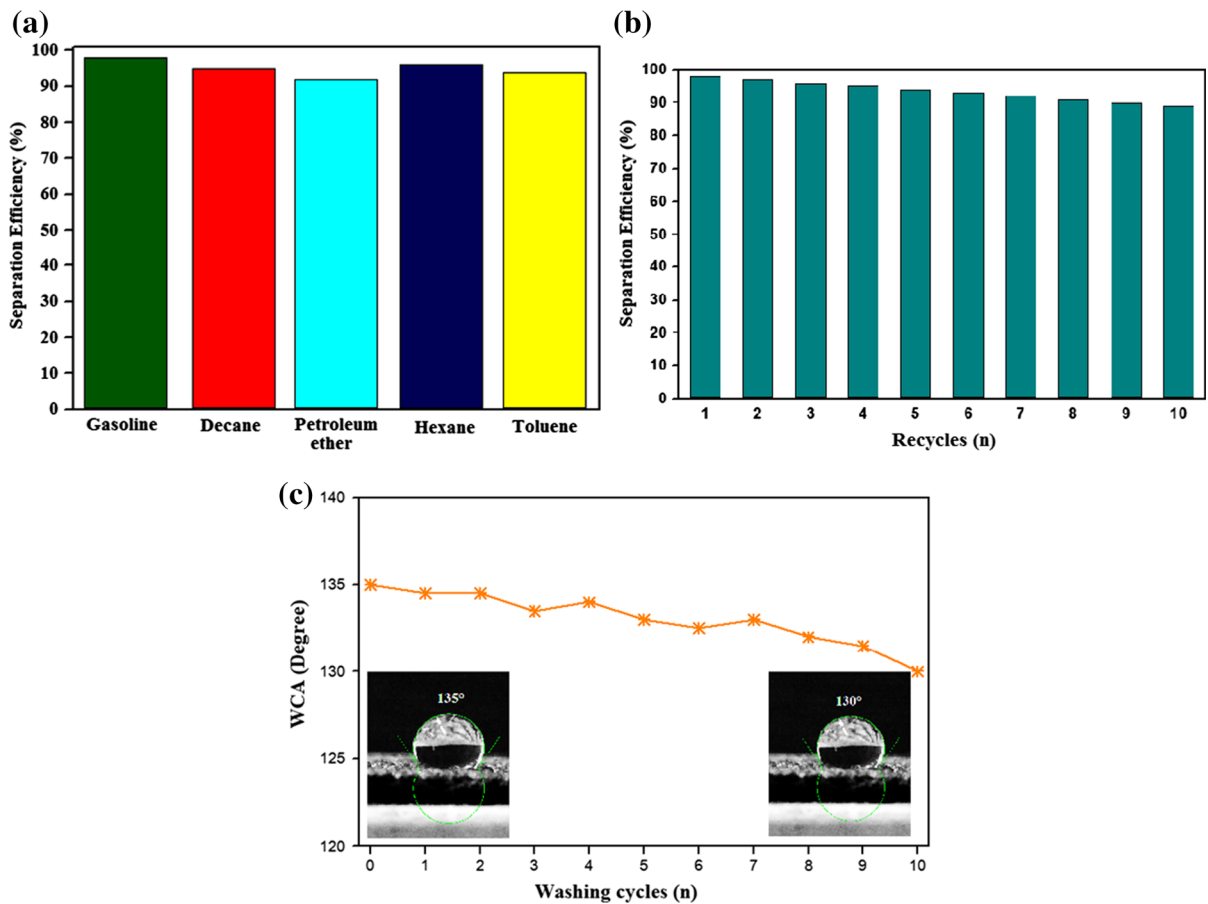 (a)
Separation Efficiency (%)
100
90
80
70
60
50
40
30
20
10
0
Gasoline
Decane
Petroleum
ether
Hexane
Toluene
(b)
Separation Efficiency (%)
100
90
80
70
60
50
40
30
20
10
0
1 2 3 4 5 6 7 8 9 10
Recycles (n)
(c)
WCA (Degree)
140
135
130
125
120
135°
130°
0 1 2 3 4 5 6 7 8 9 10
Washing cycles (n)